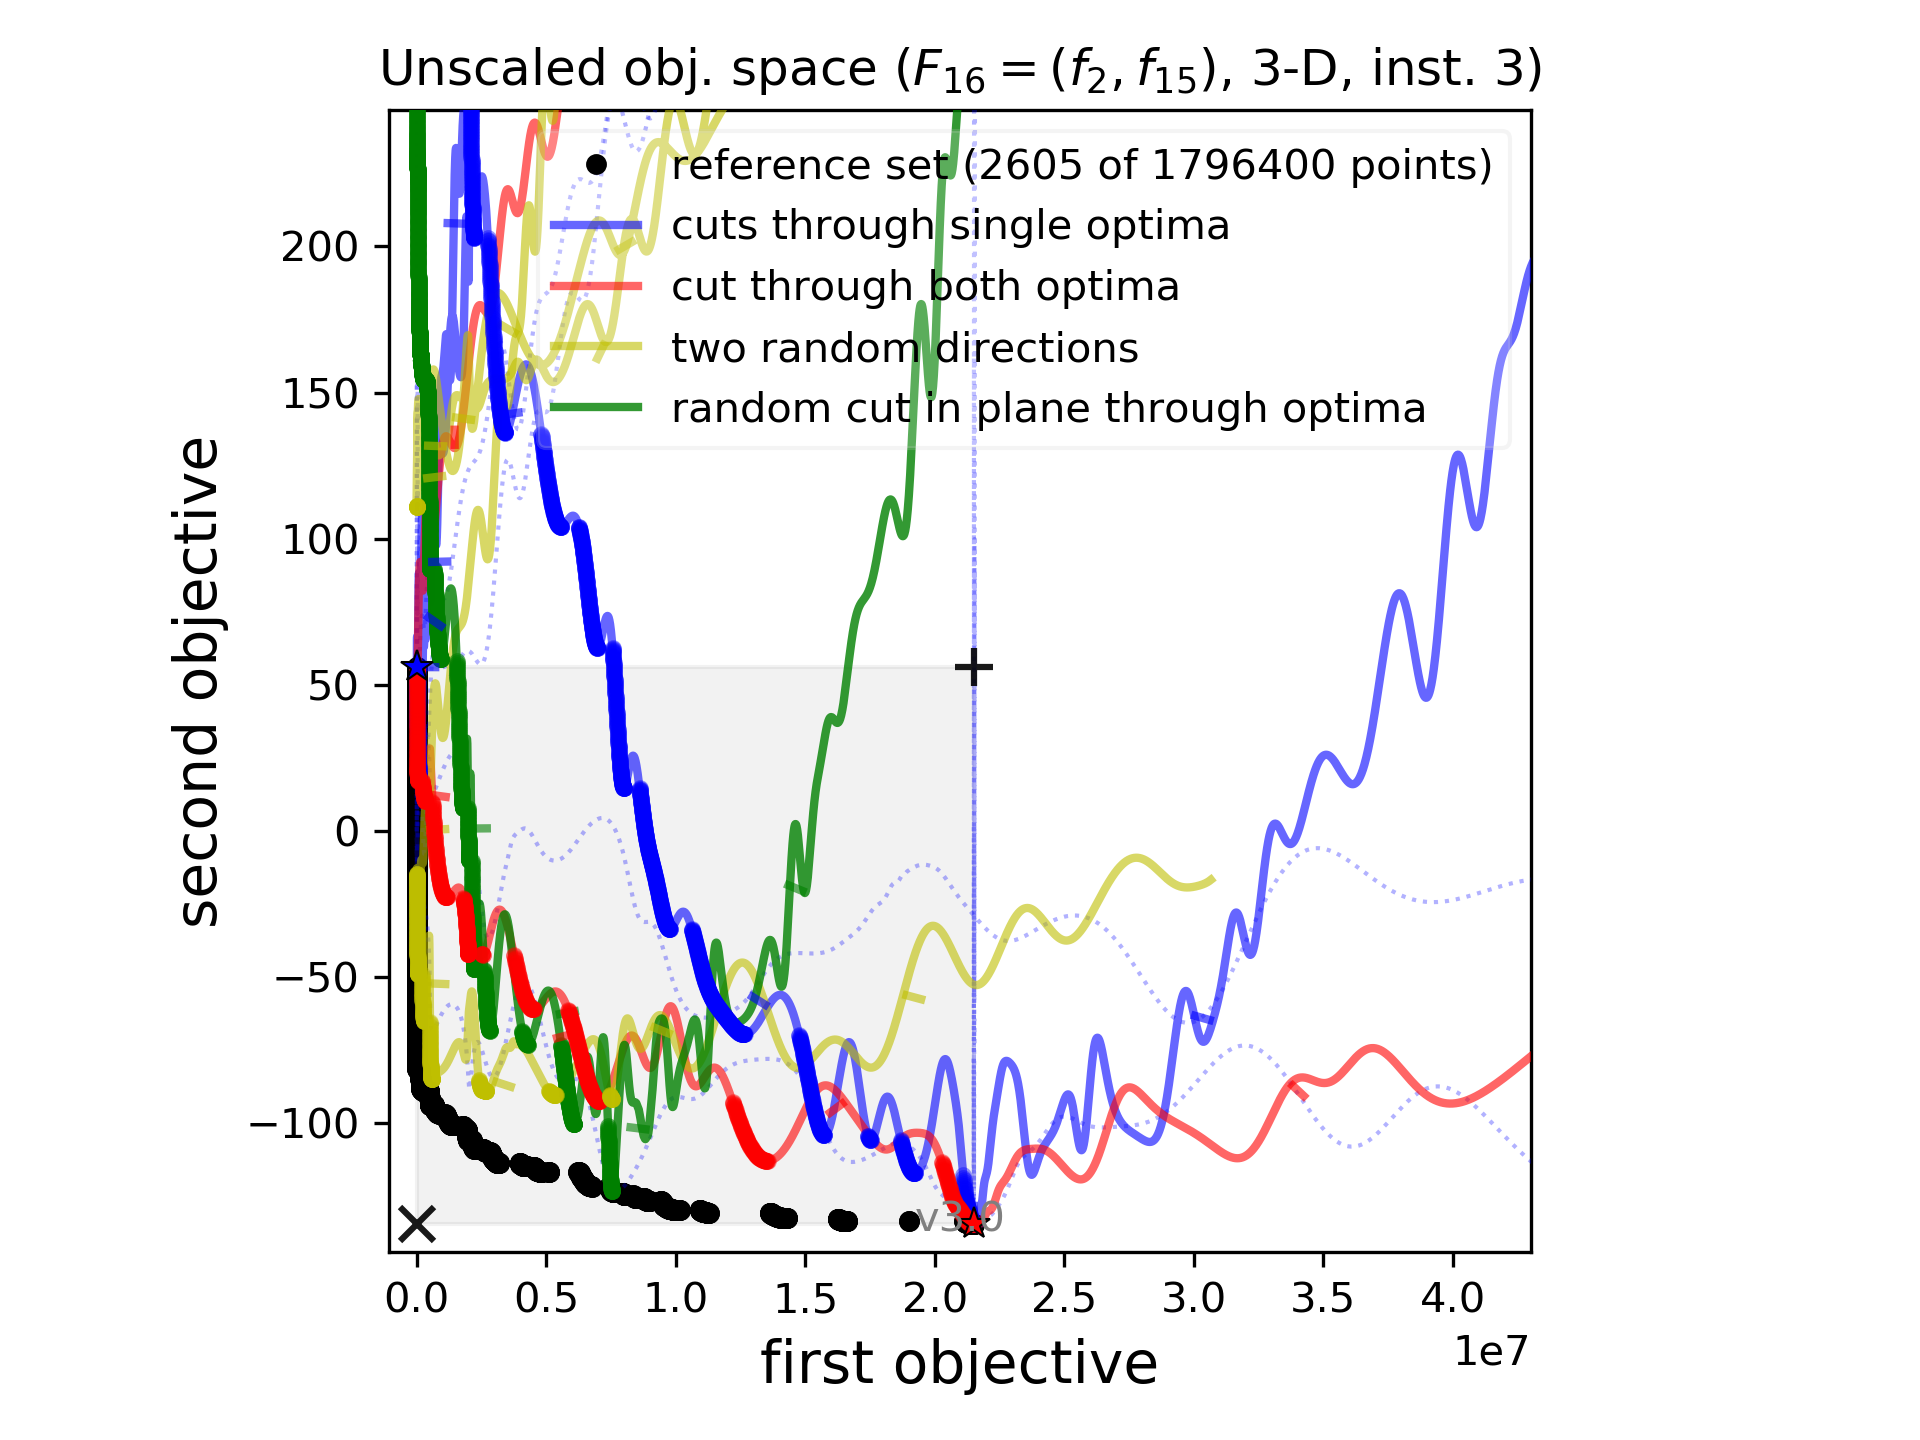 Unscaled obj. space (F16 = (f2, f15), 3-D, inst. 3)
reference set (2605 of 1796400 points)
cuts through single optima
cut through both optima
two random directions
random cut in plane through optima
second objective
200
150
100
50
0
−50
−100
v3.0
0.0 0.5 1.0 1.5 2.0 2.5 3.0 3.5 4.0
1e7
first objective